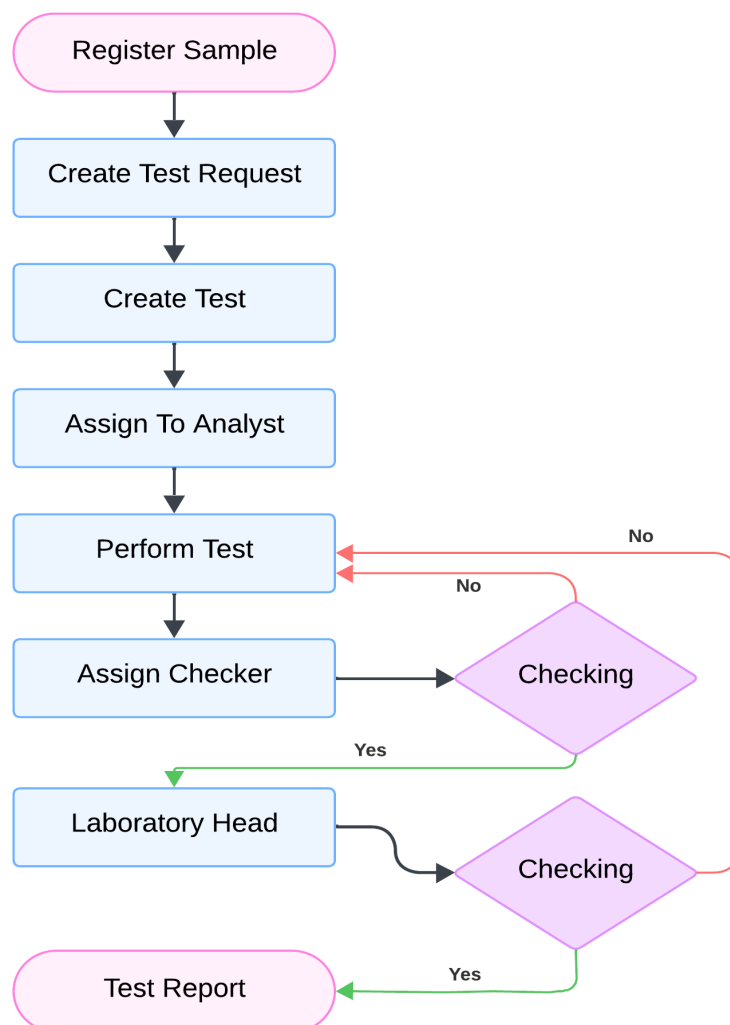 Register Sample
Create Test Request
Create Test
Assign To Analyst
No
Perform Test
No
Assign Checker
Checking
Yes
Laboratory Head
Checking
Yes
Test Report